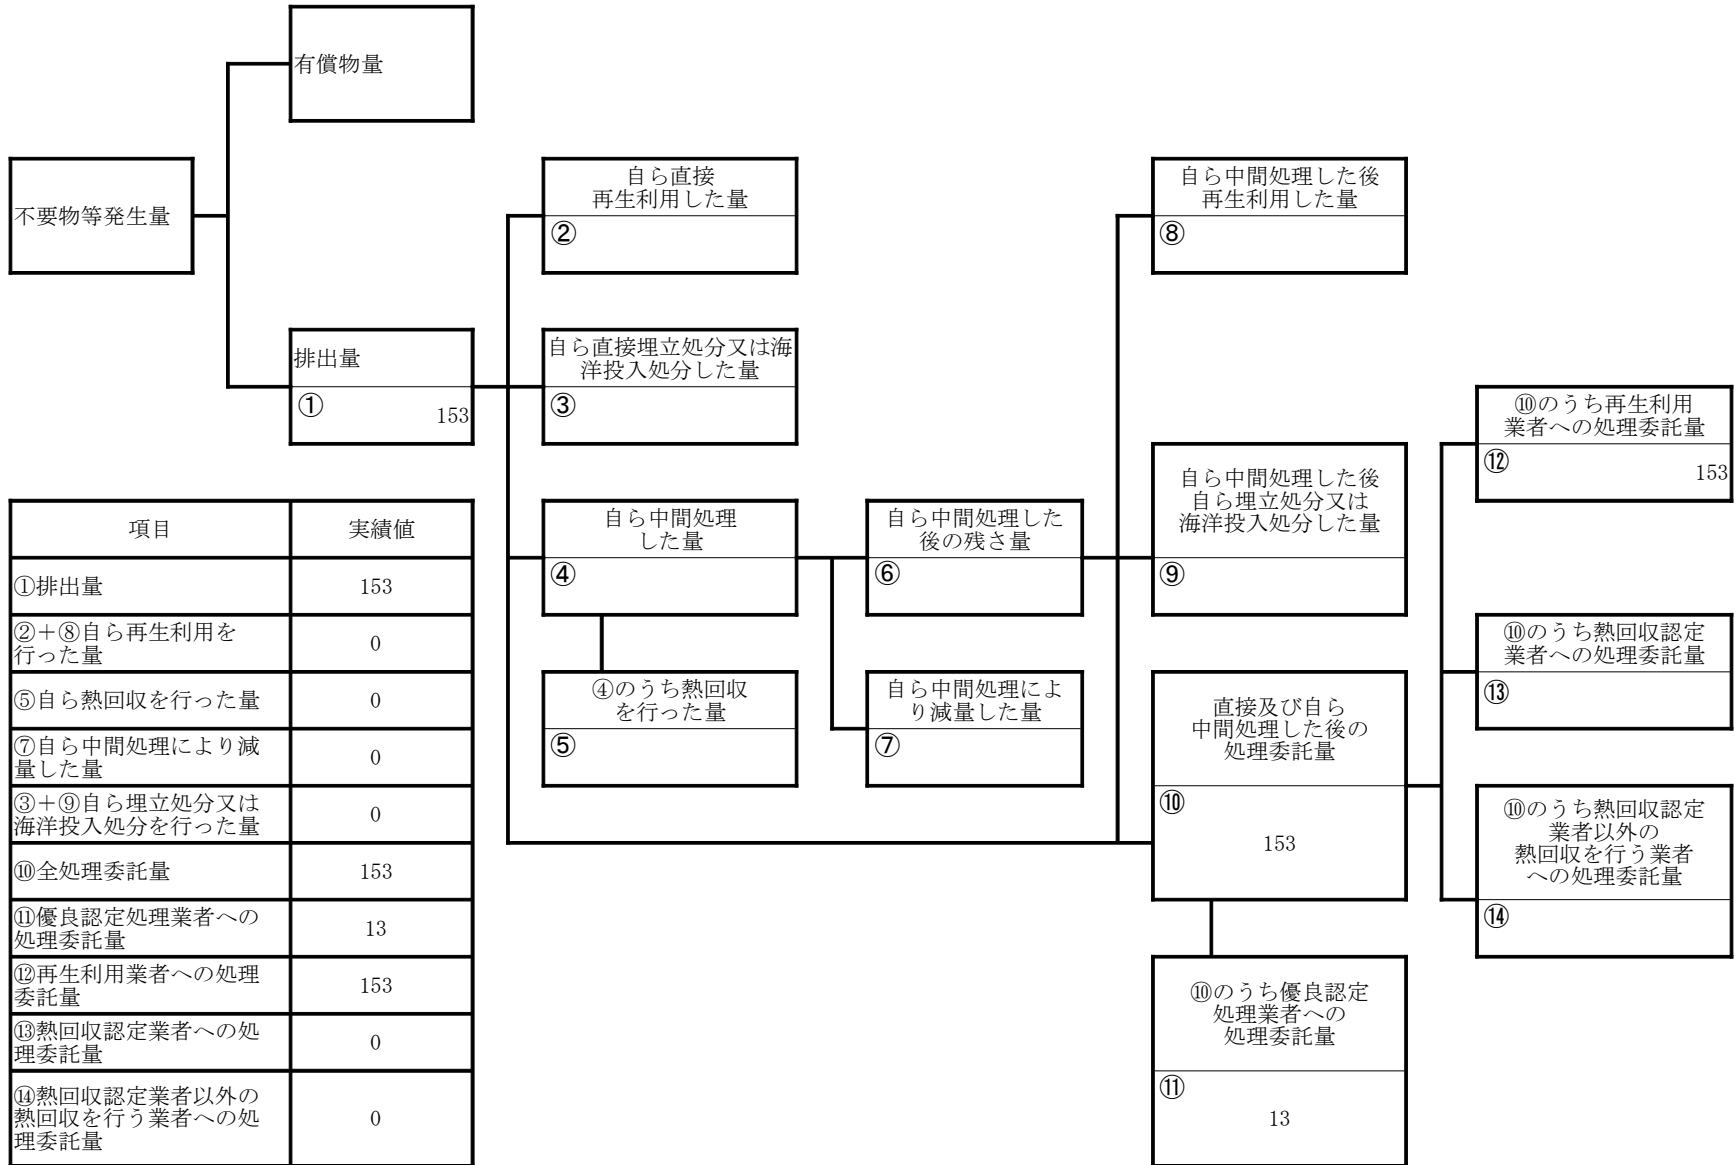 有償物量
不要物等発生量
排出量
①
153
自ら直接
再生利用した量
②
自ら直接埋立処分又は海
洋投入処分した量
③
自ら中間処理
した量
④
④のうち熱回収
を行った量
⑤
自ら中間処理した
後の残さ量
⑥
自ら中間処理によ
り減量した量
⑦
自ら中間処理した後
再生利用した量
⑧
自ら中間処理した後
自ら埋立処分又は
海洋投入処分した量
⑨
直接及び自ら
中間処理した後の
処理委託量
⑩
153
⑩のうち優良認定
処理業者への
処理委託量
⑪
13
⑩のうち再生利用
業者への処理委託量
⑫
153
⑩のうち熱回収認定
業者への処理委託量
⑬
⑩のうち熱回収認定
業者以外の
熱回収を行う業者
への処理委託量
⑭
項目 実績値
①排出量 153
②+⑧自ら再生利用を
行った量 0
⑤自ら熱回収を行った量 0
⑦自ら中間処理により減
量した量 0
③+⑨自ら埋立処分又は
海洋投入処分を行った量 0
⑩全処理委託量 153
⑪優良認定処理業者への
処理委託量 13
⑫再生利用業者への処理
委託量 153
⑬熱回収認定業者への処
理委託量 0
⑭熱回収認定業者以外の
熱回収を行う業者への処
理委託量 0